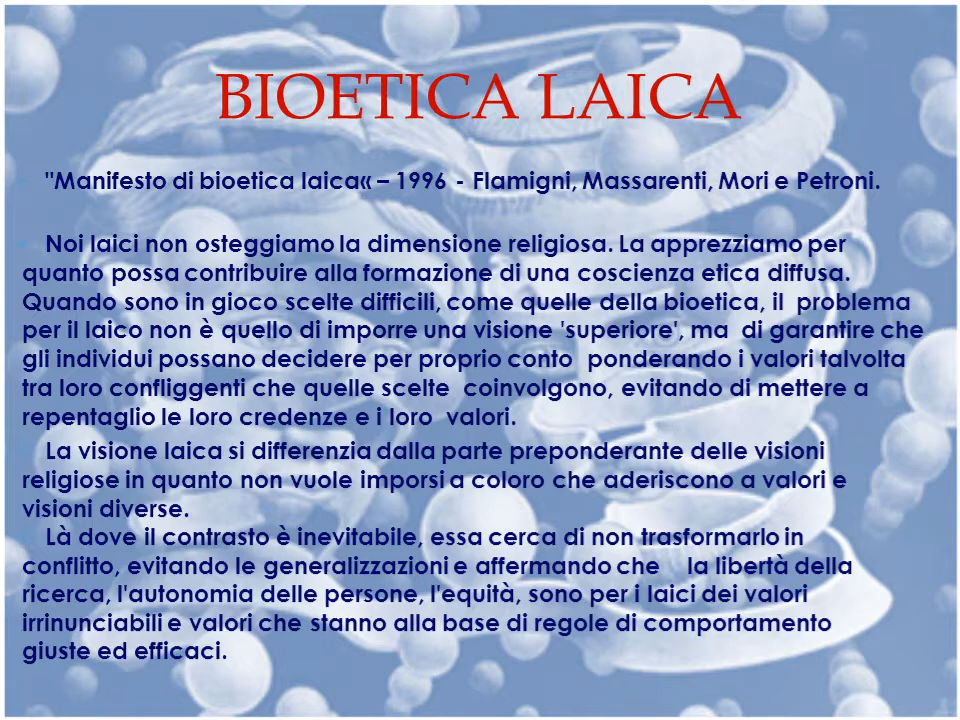 BIOETICA LAICA
"Manifesto di bioetica laica« – 1996 - Flamigni, Massarenti, Mori e Petroni.
Noi laici non osteggiamo la dimensione religiosa. La apprezziamo per
quanto possa contribuire alla formazione di una coscienza etica diffusa.
Quando sono in gioco scelte difficili, come quelle della bioetica, il problema
per il laico non è quello di imporre una visione 'superiore', ma di garantire che
gli individui possano decidere per proprio conto ponderando i valori talvolta
tra loro confliggenti che quelle scelte coinvolgono, evitando di mettere a
repentaglio le loro credenze e i loro valori.
La visione laica si differenzia dalla parte preponderante delle visioni
religiose in quanto non vuole imporsi a coloro che aderiscono a valori e
visioni diverse.
Là dove il contrasto è inevitabile, essa cerca di non trasformarlo in
conflitto, evitando le generalizzazioni e affermando che la libertà della
ricerca, l'autonomia delle persone, l'equità, sono per i laici dei valori
irrinunciabili e valori che stanno alla base di regole di comportamento
giuste ed efficaci.